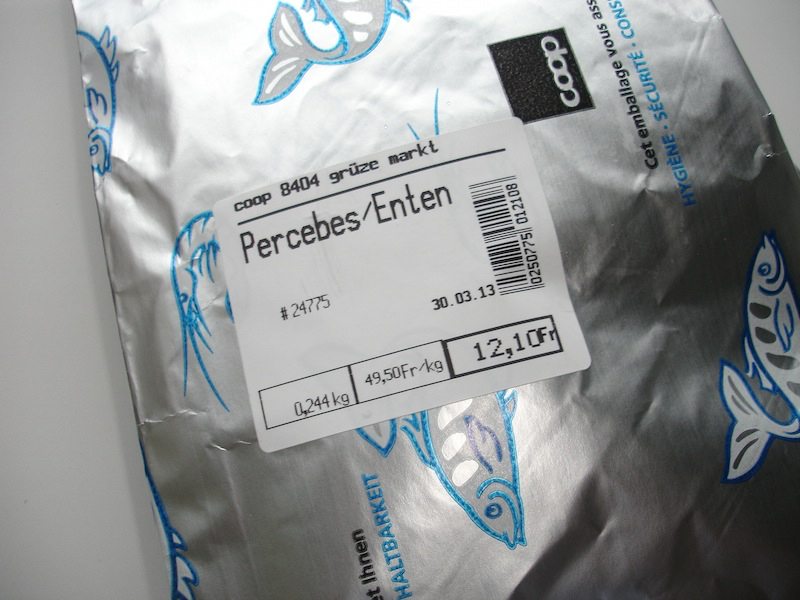 coop
Cet emballage vous ass
HYGIÈNE · SÉCURITÉ · CONS
coop 8404 grüze markt
Percebes/Enten
0250775 012108
#24775
30.03.13
0,244kg
49,50Fr/kg
12,10Fr
et Ihnen
HALTBARKEIT